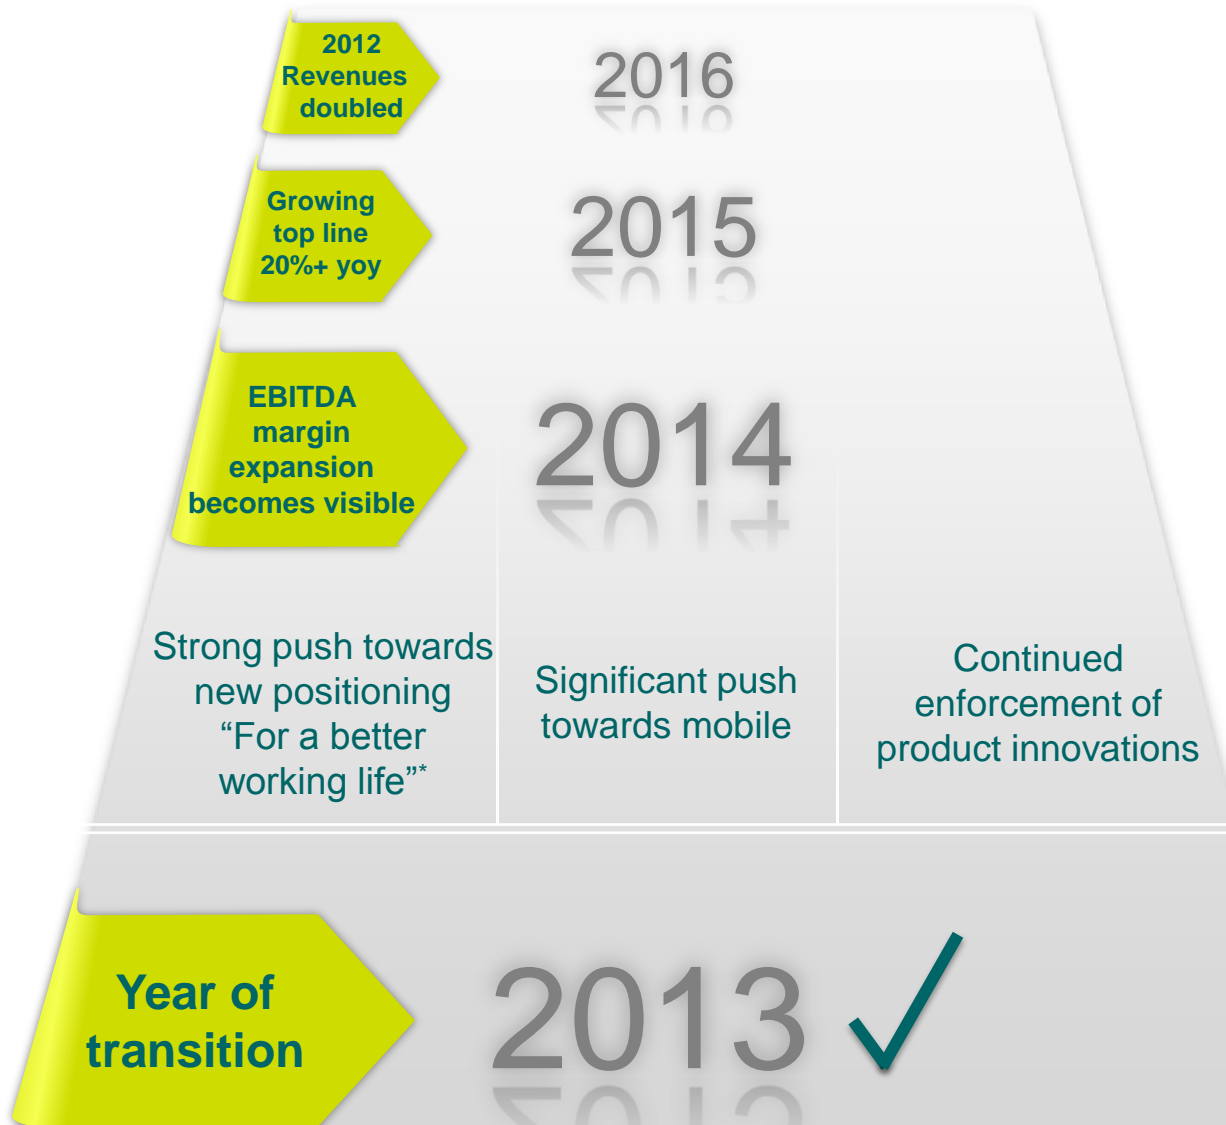 2012
Revenues
doubled
2016
Growing
top line
20%+ yoy
2015
EBITDA
margin
expansion
becomes visible
2014
Strong push towards
new positioning
“For a better
working life”*
Significant push
towards mobile
Continued
enforcement of
product innovations
Year of
transition
2013